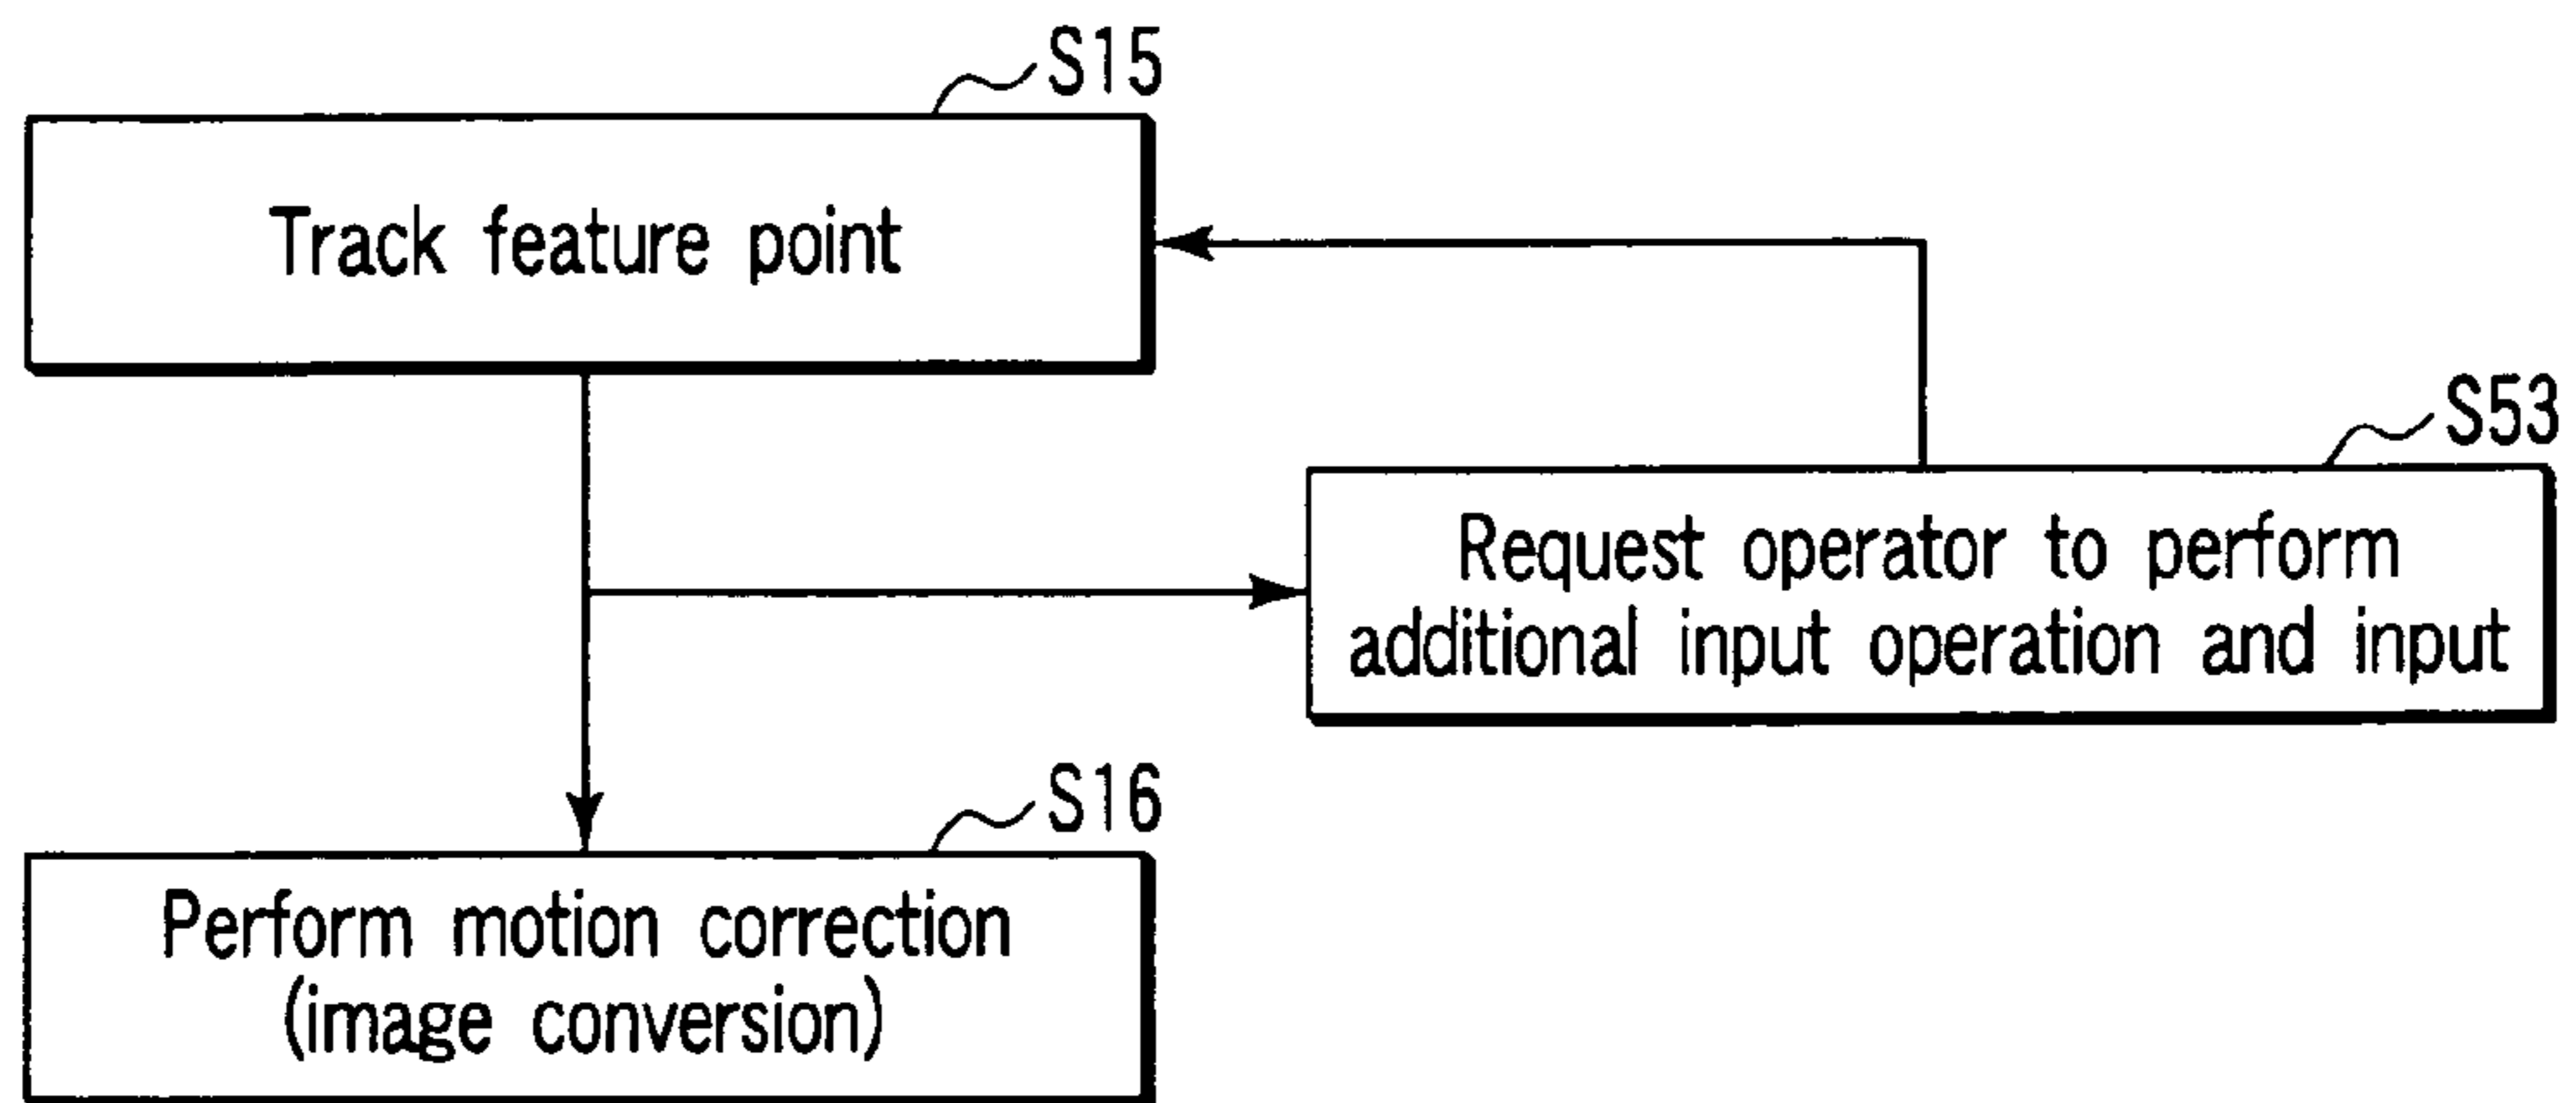 S15
Track feature point
S53
Request operator to perform
additional input operation and input
S16
Perform motion correction
(image conversion)